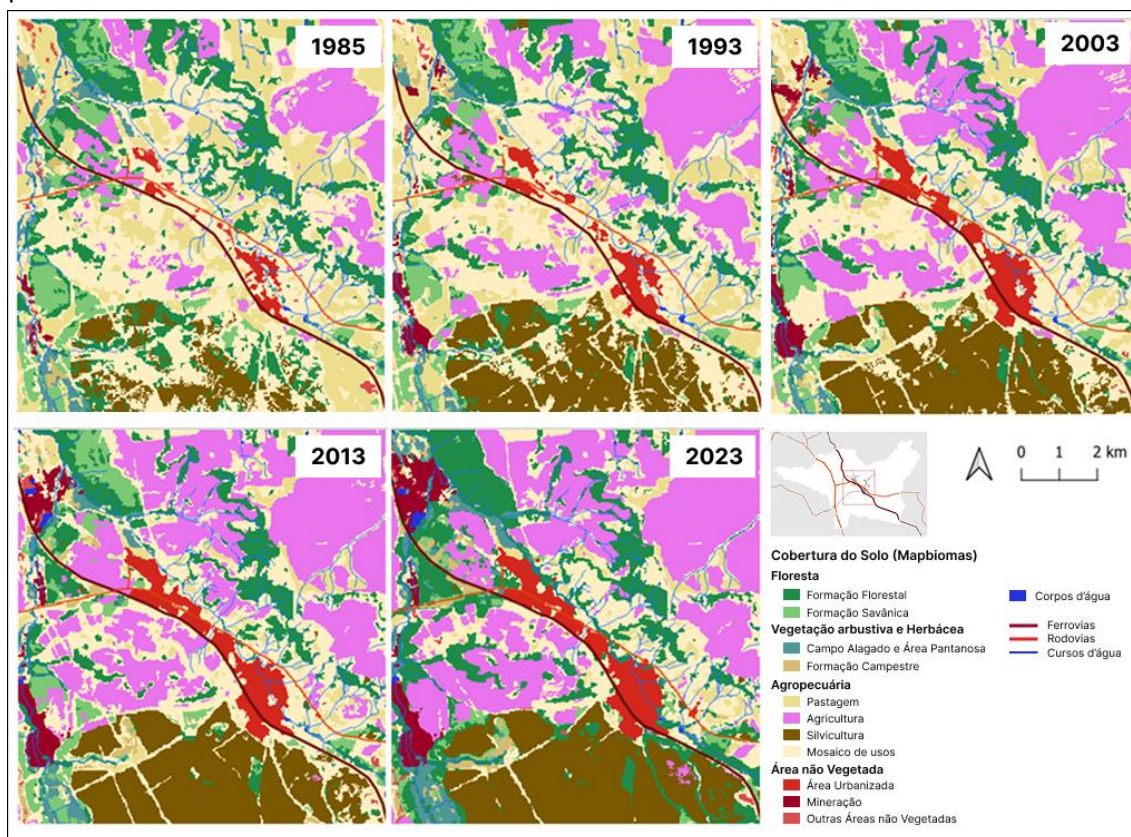 1985
1993
2003
2013
2023
0 1 2 km
Cobertura do Solo (Mapbiomas)
Floresta
Formação Florestal
Formação Savânica
Vegetação arbustiva e Herbácea
Campo Alagado e Área Pantanosa
Formação Campestre
Agropecuária
Pastagem
Agricultura
Silvicultura
Mosaico de usos
Área não Vegetada
Área Urbanizada
Mineração
Outras Áreas não Vegetadas
Corpos d'água
Ferrovias
Rodovias
Cursos d'água